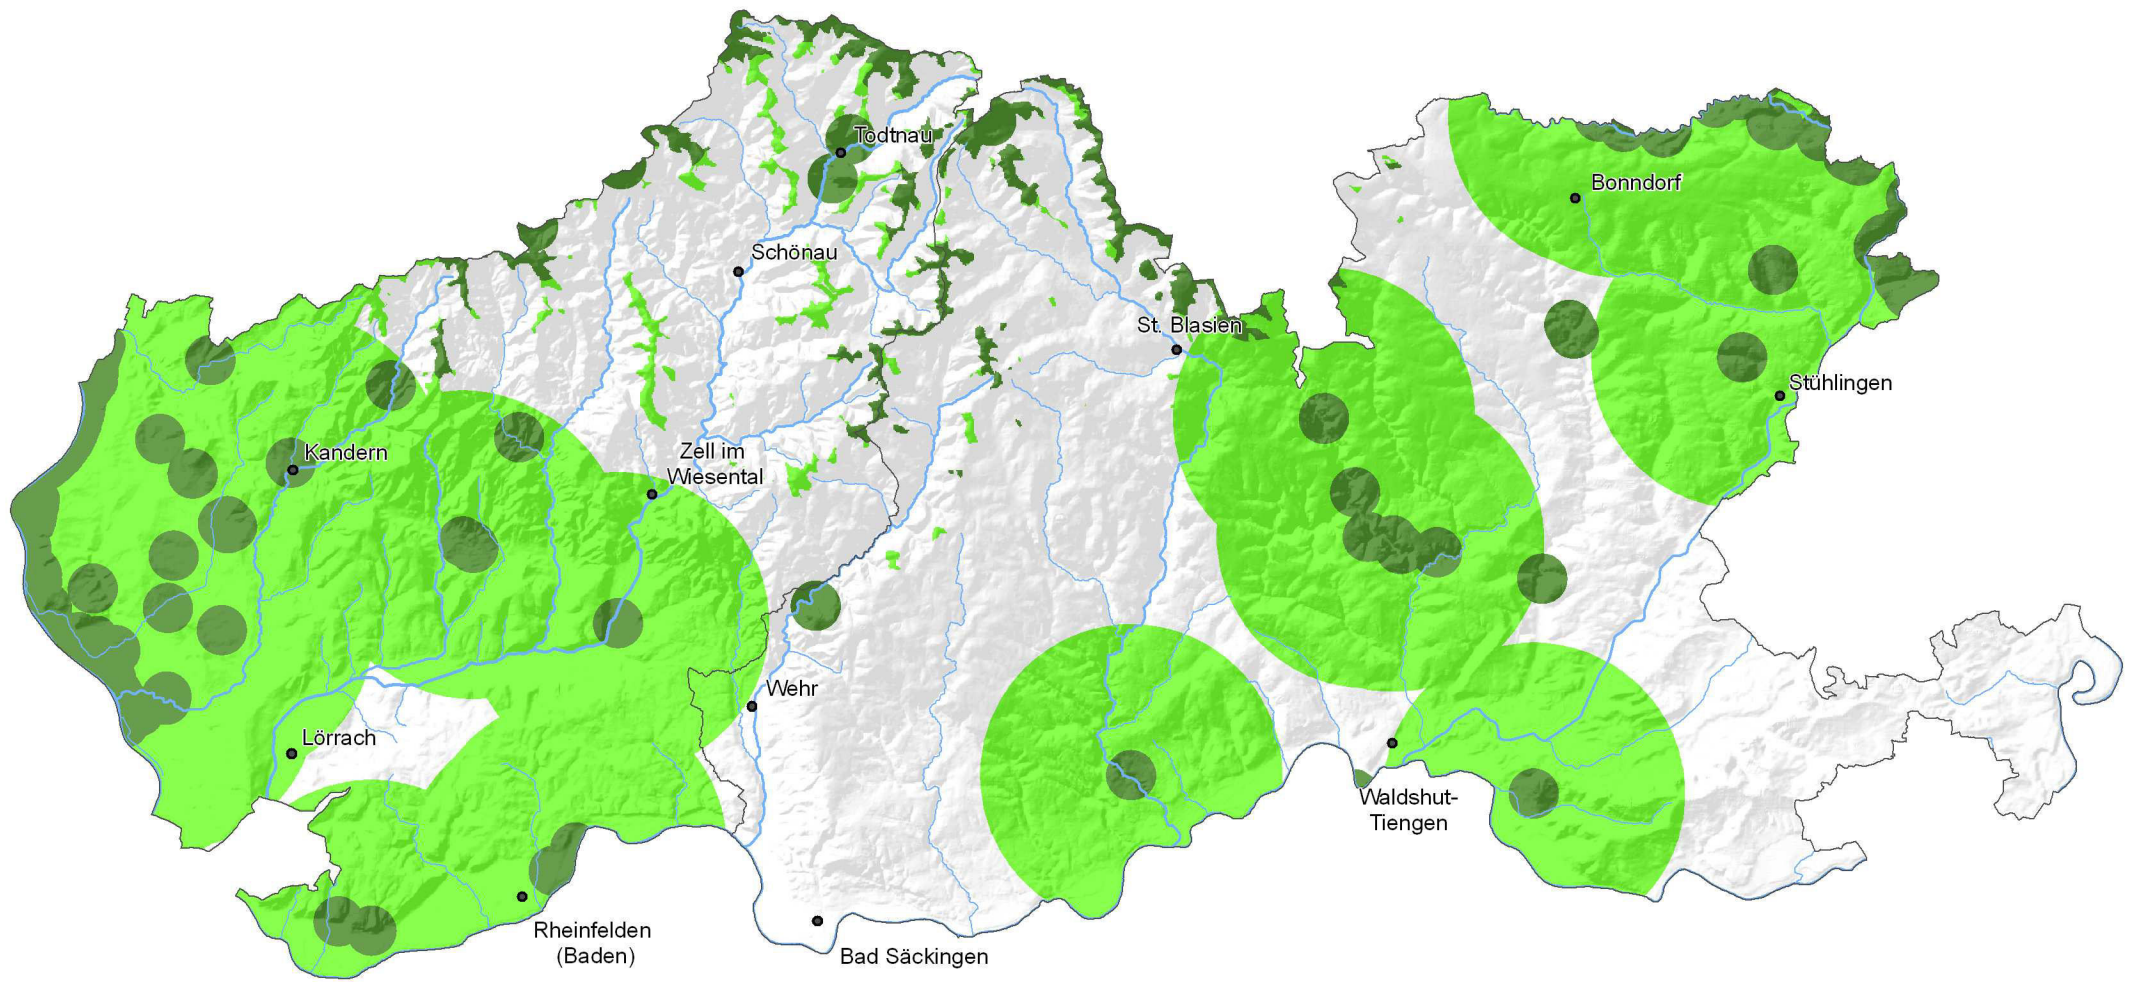 Todtnau
Bonndorf
Schönau
St. Blasien
Stühlingen
Kandern
Zell im
Wiesental
Wehr
Lörrach
Waldshut-
Tiengen
Rheinfelden
(Baden)
Bad Säckingen